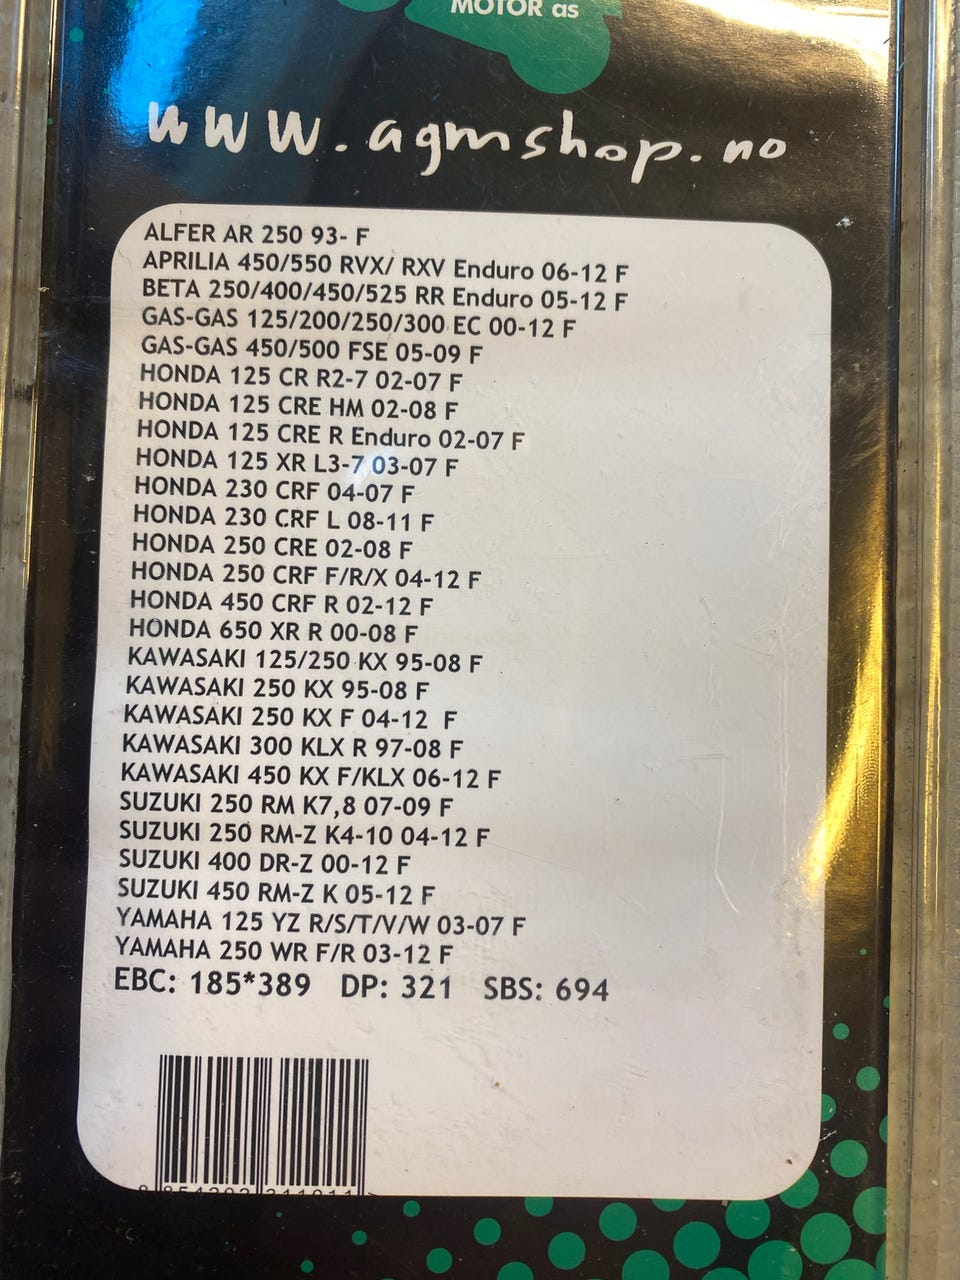 MOTOR as
www.agmshop.no
ALFER AR 250 93- F
APRILIA 450/550 RVX/ RXV Enduro 06-12 F
BETA 250/400/450/525 RR Enduro 05-12 F
GAS-GAS 125/200/250/300 EC 00-12 F
GAS-GAS 450/500 FSE 05-09 F
HONDA 125 CR R2-7 02-07 F
HONDA 125 CRE HM 02-08 F
HONDA 125 CRE R Enduro 02-07 F
HONDA 125 XR L3-7 03-07 F
HONDA 230 CRF 04-07 F
HONDA 230 CRF L 08-11 F
HONDA 250 CRE 02-08 F
HONDA 250 CRF F/R/X 04-12 F
HONDA 450 CRF R 02-12 F
HONDA 650 XR R 00-08 F
KAWASAKI 125/250 KX 95-08 F
KAWASAKI 250 KX 95-08 F
KAWASAKI 250 KX F 04-12  F
KAWASAKI 300 KLX R 97-08 F
KAWASAKI 450 KX F/KLX 06-12 F
SUZUKI 250 RM K7,8 07-09 F
SUZUKI 250 RM-Z K4-10 04-12 F
SUZUKI 400 DR-Z 00-12 F
SUZUKI 450 RM-Z K 05-12 F
YAMAHA 125 YZ R/S/T/V/W 03-07 F
YAMAHA 250 WR F/R 03-12 F
EBC: 185*389 DP: 321 SBS: 694